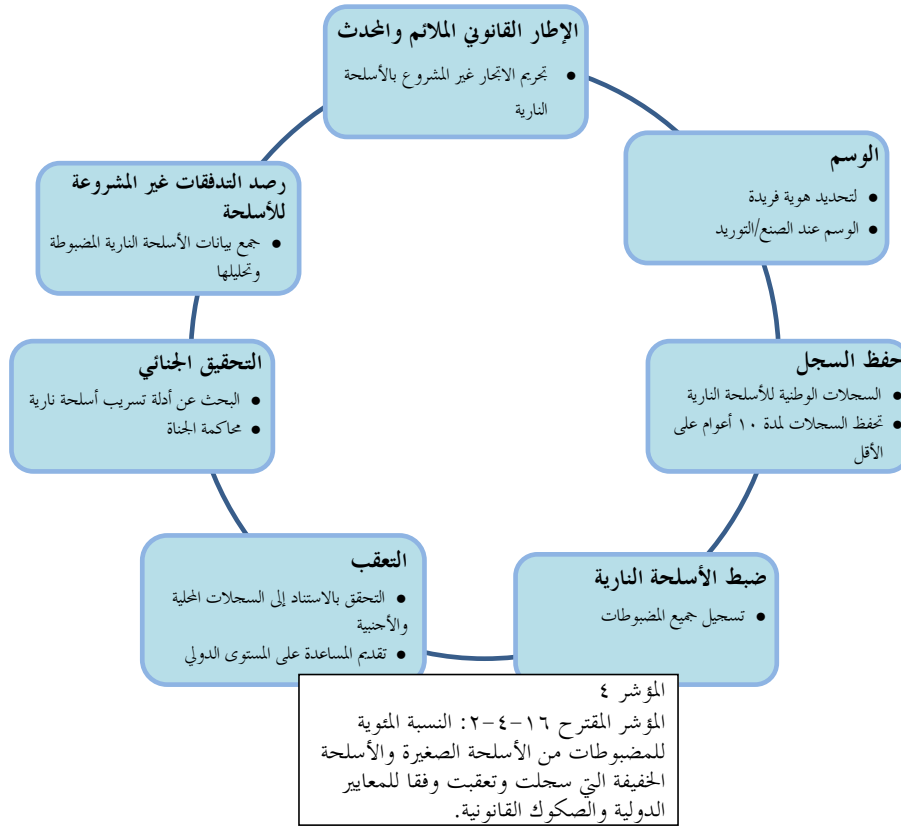 الإطار القانوني الملائم والمحدث
● تجريم الاتجار غير المشروع بالأسلحة
النارية
الوسم
● لتحديد هوية فريدة
● الوسم عند الصنع/التوريد
حفظ السجل
● السجلات الوطنية للأسلحة النارية
● تحفظ السجلات لمدة ١٠ أعوام على
الأقل
ضبط الأسلحة النارية
● تسجيل جميع المضبوطات
التعقب
● التحقق بالاستناد إلى السجلات المحلية
والأجنبية
● تقديم المساعدة على المستوى الدولي
التحقيق الجنائي
● البحث عن أدلة تسريب أسلحة نارية
● محاكمة الجناة
رصد التدفقات غير المشروعة
للأسلحة
● جمع بيانات الأسلحة النارية المضبوطة
وتحليلها
المؤشر ٤
المؤشر المقترح ١٦-٤-٢: النسبة المئوية
للمضبوطات من الأسلحة الصغيرة والأسلحة
الخفيفة التي سجلت وتعقبت وفقا للمعايير
الدولية والصكوك القانونية.